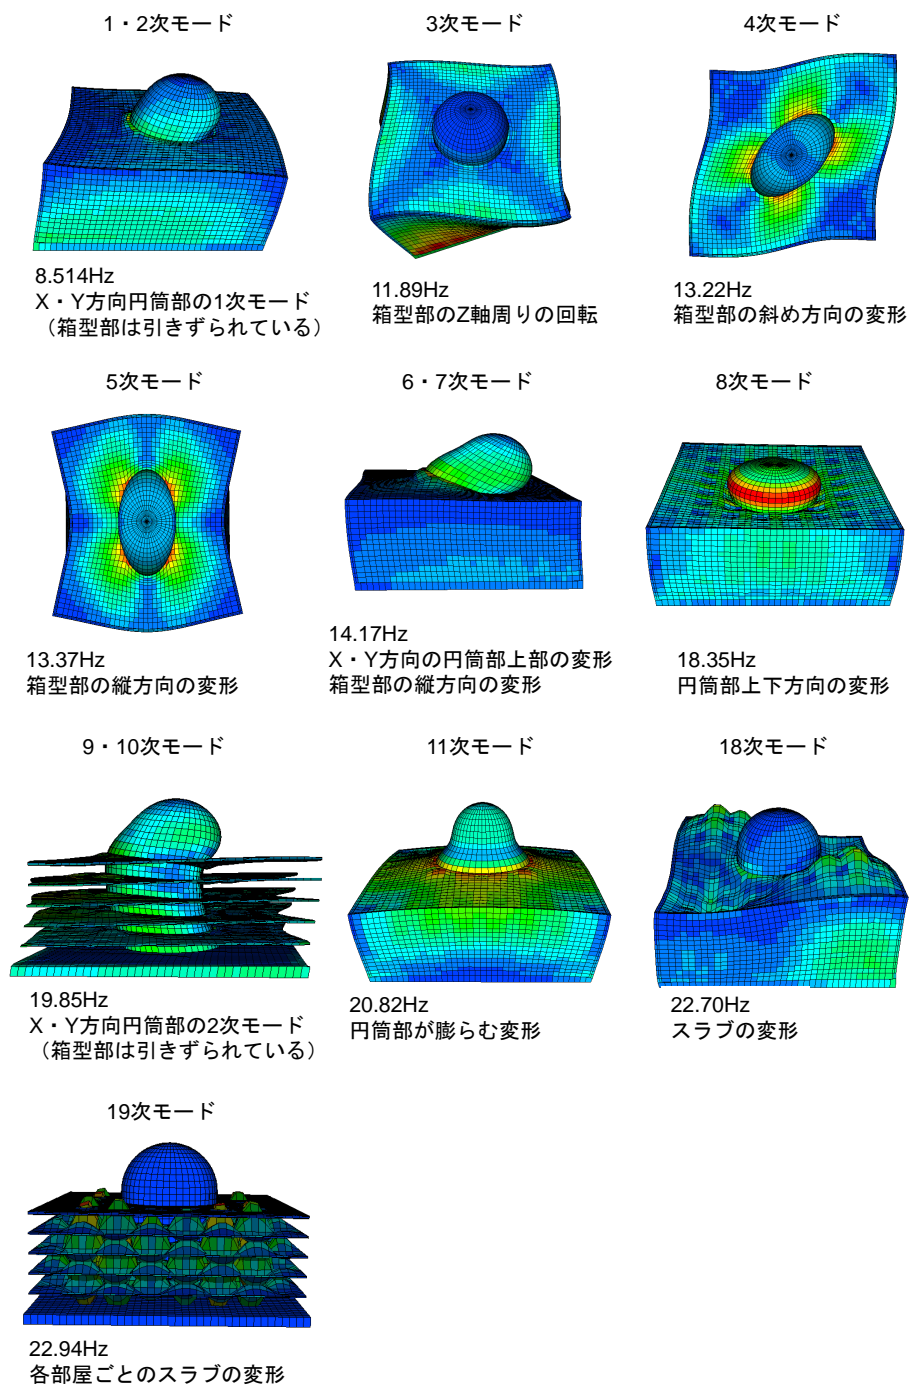 1・2次モード
3次モード
4次モード
8.514Hz
X・Y方向円筒部の1次モード
（箱型部は引きずられている）
11.89Hz
箱型部のZ軸周りの回転
13.22Hz
箱型部の斜め方向の変形
5次モード
6・7次モード
8次モード
13.37Hz
箱型部の縦方向の変形
14.17Hz
X・Y方向の円筒部上部の変形
箱型部の縦方向の変形
18.35Hz
円筒部上下方向の変形
9・10次モード
11次モード
18次モード
19.85Hz
X・Y方向円筒部の2次モード
（箱型部は引きずられている）
20.82Hz
円筒部が膨らむ変形
22.70Hz
スラブの変形
19次モード
22.94Hz
各部屋ごとのスラブの変形